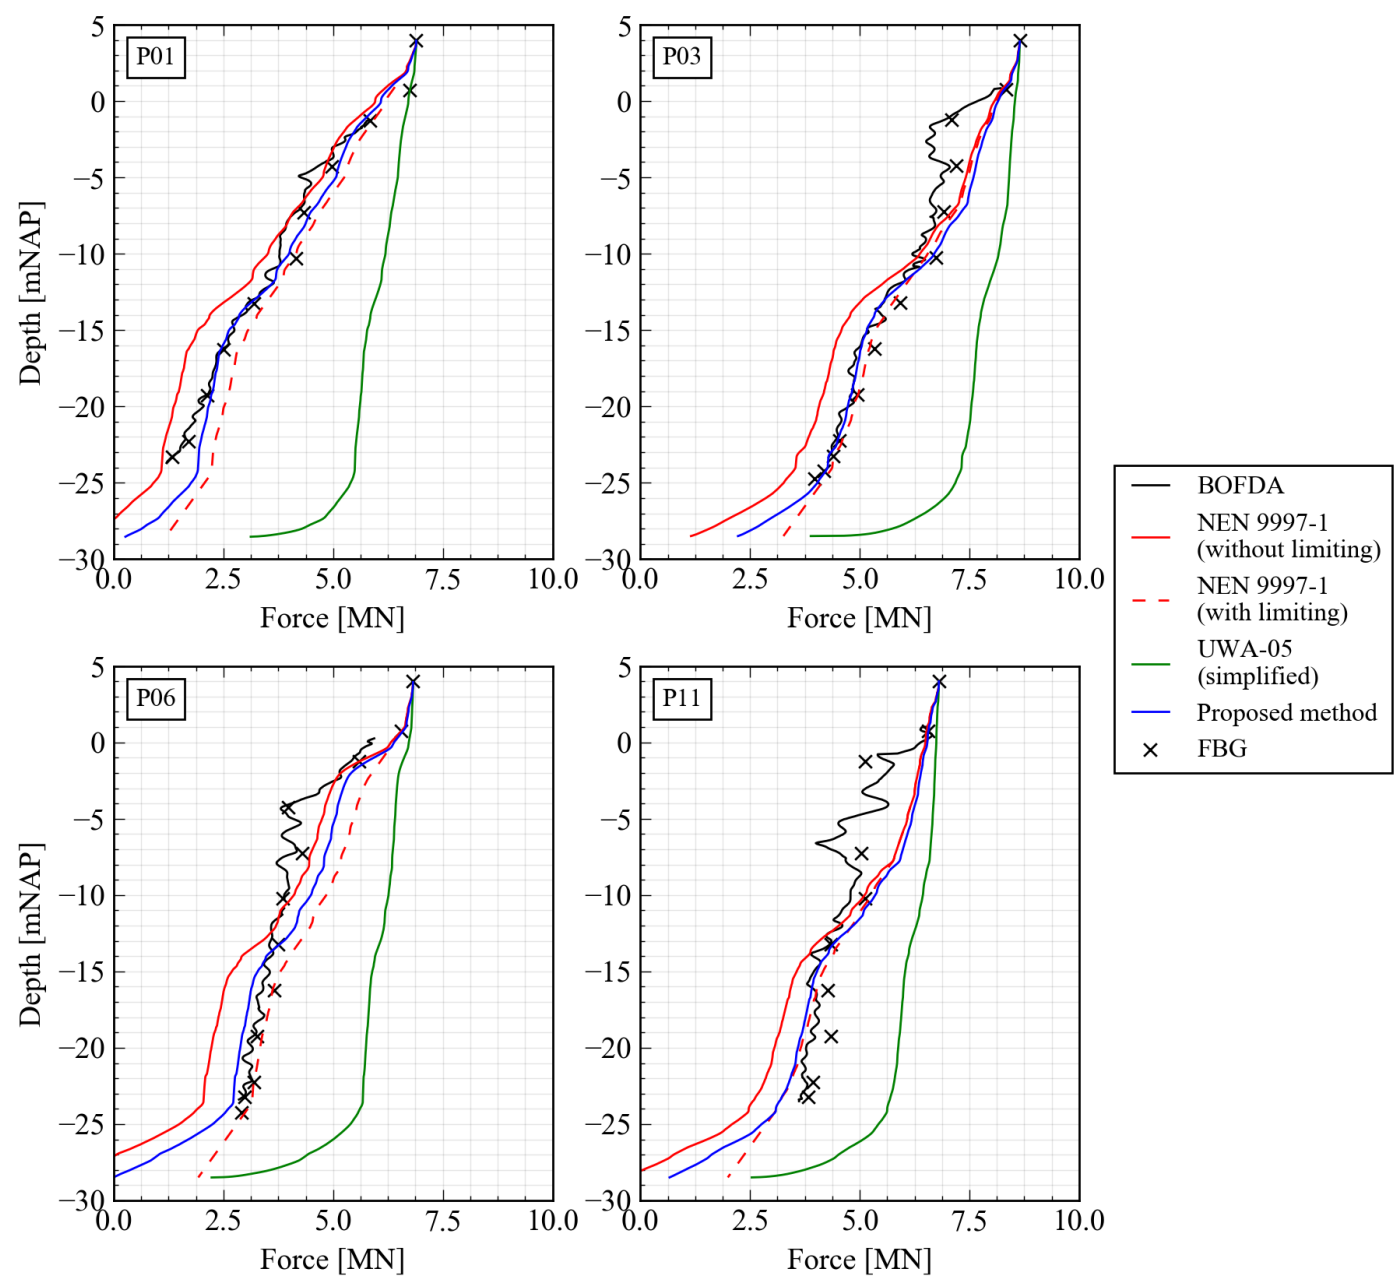 P01
5
0
−5
−10
−15
−20
−25
−30
0.0 2.5 5.0 7.5 10.0
Depth [mNAP]
Force [MN]
P03
5
0
−5
−10
−15
−20
−25
−30
0.0 2.5 5.0 7.5 10.0
Force [MN]
BOFDA
NEN 9997-1
(without limiting)
NEN 9997-1
(with limiting)
UWA-05
(simplified)
Proposed method
FBG
P06
5
0
−5
−10
−15
−20
−25
−30
0.0 2.5 5.0 7.5 10.0
Depth [mNAP]
Force [MN]
P11
5
0
−5
−10
−15
−20
−25
−30
0.0 2.5 5.0 7.5 10.0
Force [MN]